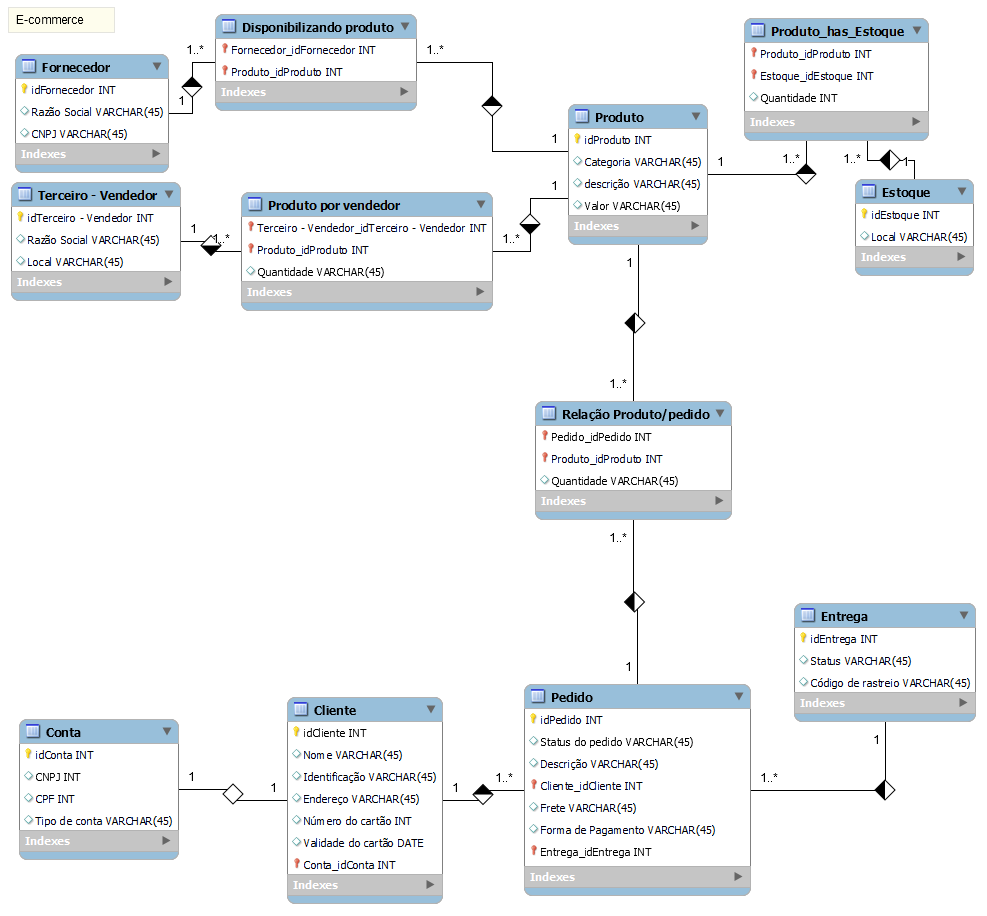 E-commerce
Disponibilizando produto
Fornecedor_idFornecedor INT
Produto_idProduto INT
Indexes
1..*
1
1..*
1
Fornecedor
idFornecedor INT
Razão Social VARCHAR(45)
CNPJ VARCHAR(45)
Indexes
Produto_has_Estoque
Produto_idProduto INT
Estoque_idEstoque INT
Quantidade INT
Indexes
Produto
idProduto INT
Categoria VARCHAR(45)
descrição VARCHAR(45)
Valor VARCHAR(45)
Indexes
1
1..*
1..*
1
Estoque
idEstoque INT
Local VARCHAR(45)
Indexes
Terceiro - Vendedor
idTerceiro - Vendedor INT
Razão Social VARCHAR(45)
Local VARCHAR(45)
Indexes
1
1..*
Produto por vendedor
Terceiro - Vendedor_idTerceiro - Vendedor INT
Produto_idProduto INT
Quantidade VARCHAR(45)
Indexes
1..*
1
1
1..*
Relação Produto/pedido
Pedido_idPedido INT
Produto_idProduto INT
Quantidade VARCHAR(45)
Indexes
1..*
1
Entrega
idEntrega INT
Status VARCHAR(45)
Código de rastreio VARCHAR(45)
Indexes
1
1..*
Pedido
idPedido INT
Status do pedido VARCHAR(45)
Descrição VARCHAR(45)
Cliente_idCliente INT
Frete VARCHAR(45)
Forma de Pagamento VARCHAR(45)
Entrega_idEntrega INT
Indexes
Cliente
idCliente INT
Nome VARCHAR(45)
Identificação VARCHAR(45)
Endereço VARCHAR(45)
Número do cartão INT
Validade do cartão DATE
Conta_idConta INT
Indexes
1
1..*
Conta
idConta INT
CNPJ INT
CPF INT
Tipo de conta VARCHAR(45)
Indexes
1
1